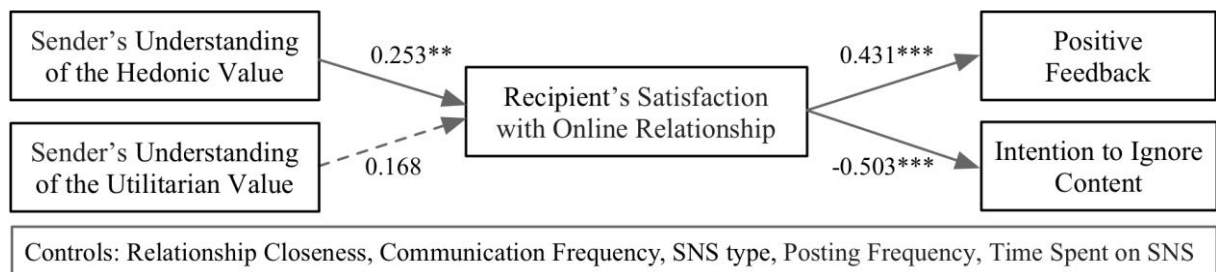 Sender’s Understanding
of the Hedonic Value
0.253**
Sender’s Understanding
of the Utilitarian Value
0.168
Recipient’s Satisfaction
with Online Relationship
0.431***
Positive
Feedback
-0.503***
Intention to Ignore
Content
Controls: Relationship Closeness, Communication Frequency, SNS type, Posting Frequency, Time Spent on SNS